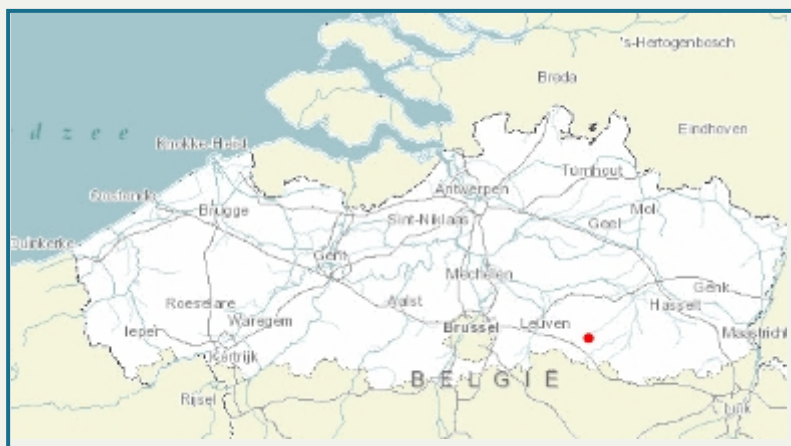 's-Hertogenbosch
Breda
d z e e
Eindhoven
Knokke-Heist
Turnhout
Antwerpen
Oostende
Brugge
Mol
Sint-Niklaas
Geel
Duinkerke
Gent
Mechelen
Genk
Roeselare
Aalst
Hasselt
Waregem
Ieper
Brussel
Leuven
Maastricht
Kortrijk
BELGIË
Rijsel
Luik